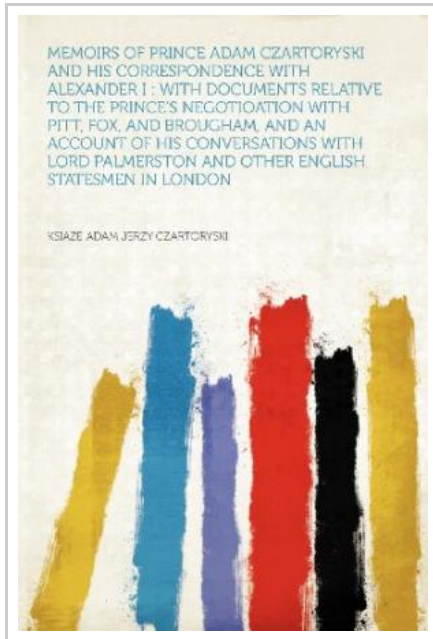 MEMOIRS OF PRINCE ADAM CZARTORYSKI
AND HIS CORRESPONDENCE WITH
ALEXANDER I : WITH DOCUMENTS RELATIVE
TO THE PRINCE'S NEGOTIOATION WITH
PITT, FOX, AND BROUGHAM, AND AN
ACCOUNT OF HIS CONVERSATIONS WITH
LORD PALMERSTON AND OTHER ENGLISH
STATESMEN IN LONDON
KSIAZE ADAM JERZY CZARTORYSKI